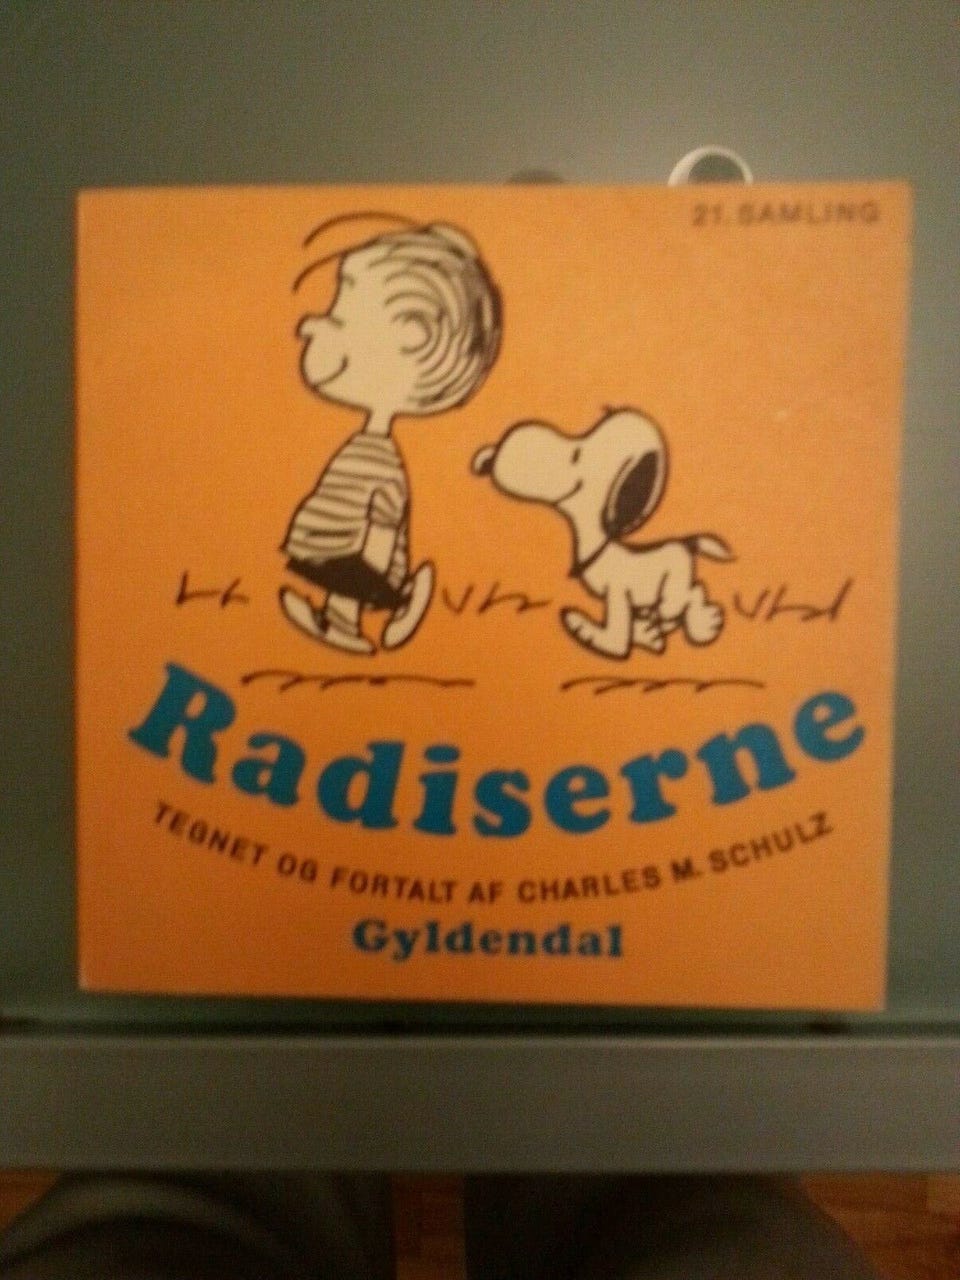 21. SAMLING
Radiserne
TEGNET OG FORTALT AF CHARLES M. SCHULZ
Gyldendal